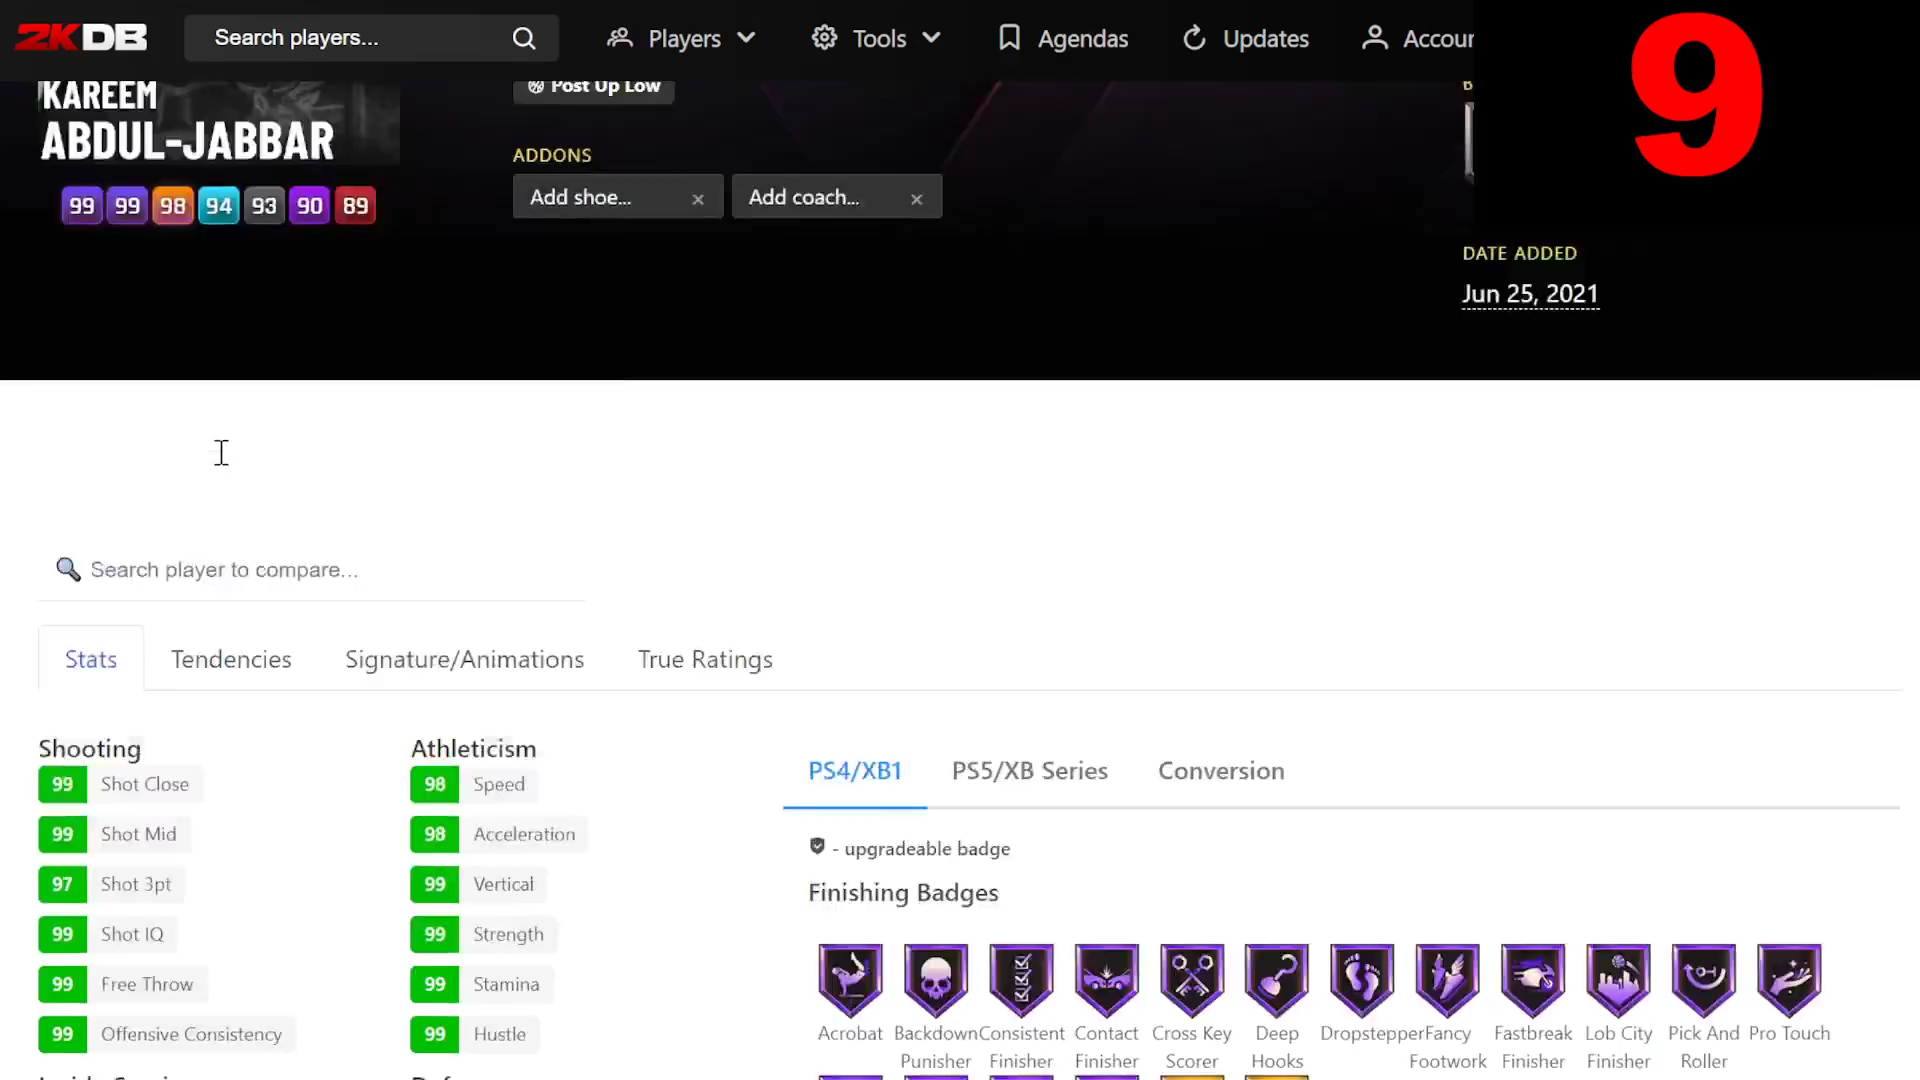 2KDB
Search players...
Players
Tools
Agendas
Updates
Accour
9
KAREEM
ABDUL-JABBAR
99 99 98 94 93 90 89
Post Up Low
ADDONS
Add shoe... ×
Add coach... ×
DATE ADDED
Jun 25, 2021
Search player to compare...
Stats
Tendencies
Signature/Animations
True Ratings
Shooting
99 Shot Close
99 Shot Mid
97 Shot 3pt
99 Shot IQ
99 Free Throw
99 Offensive Consistency
Athleticism
98 Speed
98 Acceleration
99 Vertical
99 Strength
99 Stamina
99 Hustle
PS4/XB1
PS5/XB Series
Conversion
- upgradeable badge
Finishing Badges
Acrobat
Backdown
Punisher
Consistent
Finisher
Contact
Finisher
Cross Key
Scorer
Deep
Hooks
Dropstepper
Fancy
Footwork
Fastbreak
Finisher
Lob City
Finisher
Pick And
Roller
Pro Touch